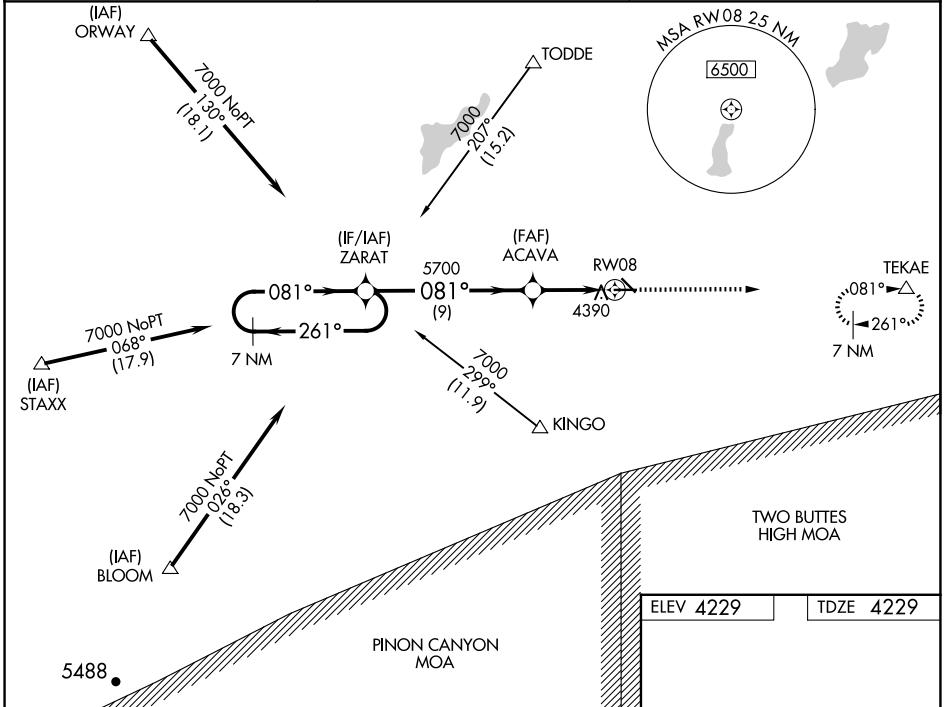 (IAF)
ORWAY
7000 NoPT
130°
(18.1)
TODDE
7000
207°
(15.2)
MSA RW08 25 NM
6500
(IF/IAF)
ZARAT
(FAF)
ACAVA
5700
081°
(9)
RW08
4390
081°
261°
7 NM
TEKAE
081°
261°
7 NM
7000 NoPT
068°
(17.9)
(IAF)
STAXX
7000
299°
(11.9)
KINGO
7000 NoPT
026°
(18.3)
(IAF)
BLOOM
TWO BUTTES
HIGH MOA
PINON CANYON
MOA
5488
ELEV 4229
TDZE 4229